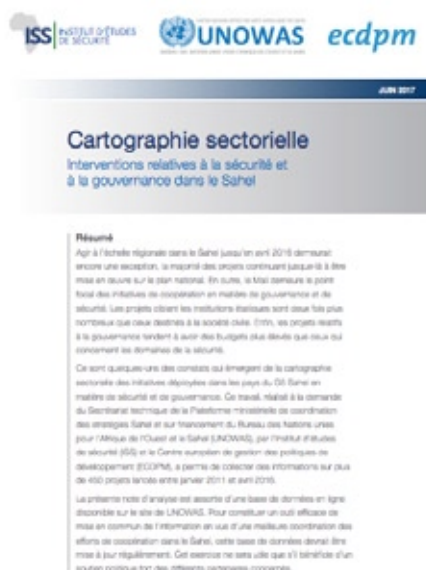 ISS INSTITUT D'ÉTUDES
DE SÉCURITÉ
UNOWAS
ecdpm
JUIN 2017
Cartographie sectorielle
Interventions relatives à la sécurité et
à la gouvernance dans le Sahel
Résumé
Agir à l'échelle régionale dans le Sahel jusqu'en avril 2016 demeurait
encore une exception, la majorité des projets continuant jusque-là à être
mise en œuvre sur le plan national. En outre, le Mali demeure le point
focal des initiatives de coopération en matière de gouvernance et de
sécurité. Les projets ciblant les institutions étatiques sont deux fois plus
nombreux que ceux destinés à la société civile. Enfin, les projets relatifs
à la gouvernance tendent à avoir des budgets plus élevés que ceux qui
concernent les domaines de la sécurité.
Ce sont quelques-uns des constats qui émergent de la cartographie
sectorielle des initiatives déployées dans les pays du G5 Sahel en
matière de sécurité et de gouvernance. Ce travail, réalisé à la demande
du Secrétariat technique de la Plateforme ministérielle de coordination
des stratégies Sahel et sur financement du Bureau des Nations unies
pour l'Afrique de l'Ouest et le Sahel (UNOWAS), par l'Institut d'études
de sécurité (ISS) et le Centre européen de gestion des politiques de
développement (ECDPM), a permis de collecter des informations sur plus
de 450 projets lancés entre janvier 2011 et avril 2016.
La présente note d'analyse est assortie d'une base de données en ligne
disponible sur le site de UNOWAS. Pour constituer un outil efficace de
mise en commun de l'information en vue d'une meilleure coordination des
efforts de coopération dans le Sahel, cette base de données devrait être
mise à jour régulièrement. Cet exercice ne sera utile que s'il bénéficie d'un
soutien politique fort des différents partenaires concernés.